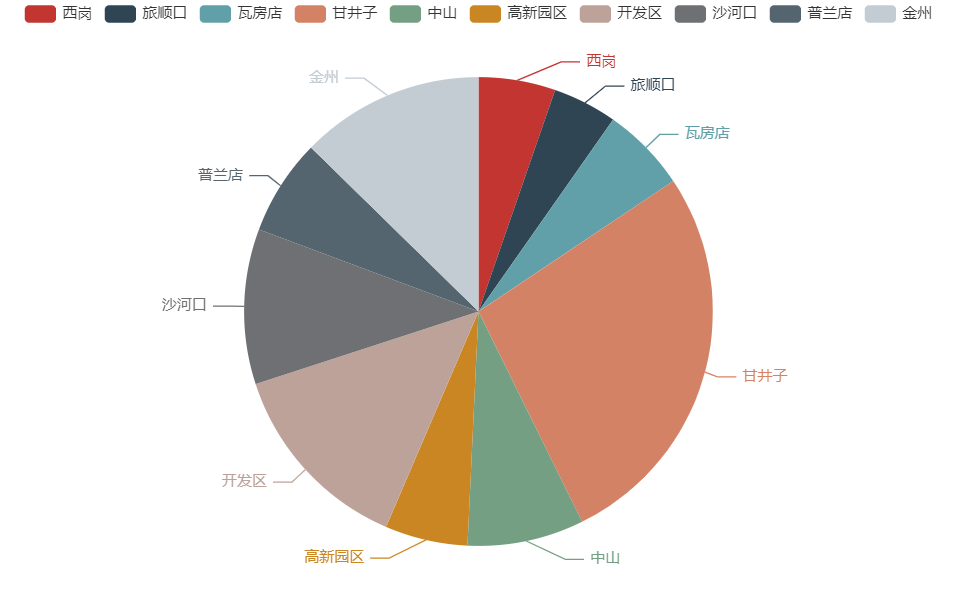 西岗 旅顺口 瓦房店 甘井子 中山 高新园区 开发区 沙河口 普兰店 金州
西岗
金州
旅顺口
瓦房店
普兰店
沙河口
甘井子
开发区
高新园区
中山